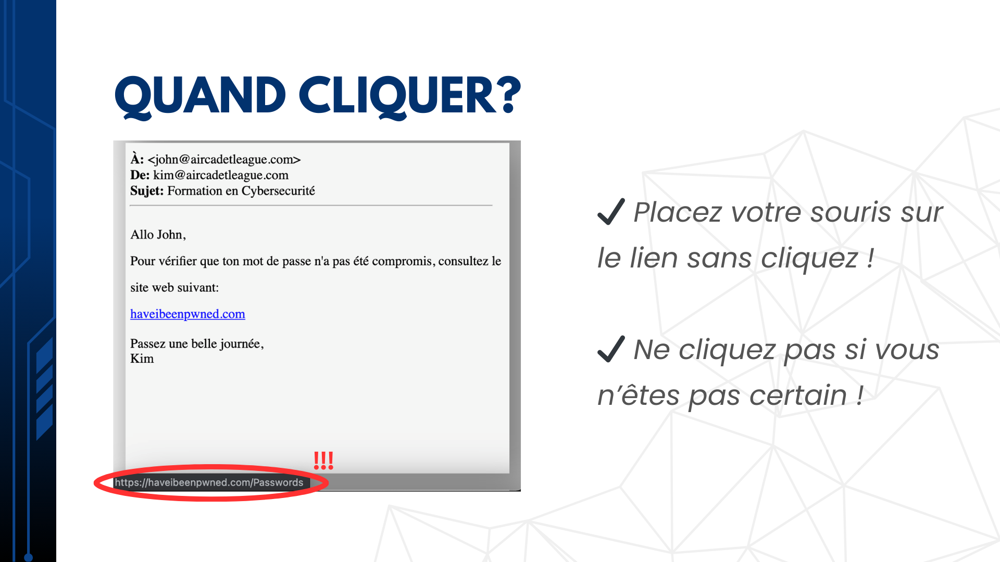 QUAND CLIQUER?
À: <john@aircadetleague.com>
De: kim@aircadetleague.com
Sujet: Formation en Cybersecurité
Allo John,
Pour vérifier que ton mot de passe n'a pas été compromis, consultez le
site web suivant:
haveibeenpwned.com
Passez une belle journée,
Kim
!!!
https://haveibeenpwned.com/Passwords
✓ Placez votre souris sur
le lien sans cliquez !
✓ Ne cliquez pas si vous
n’êtes pas certain !